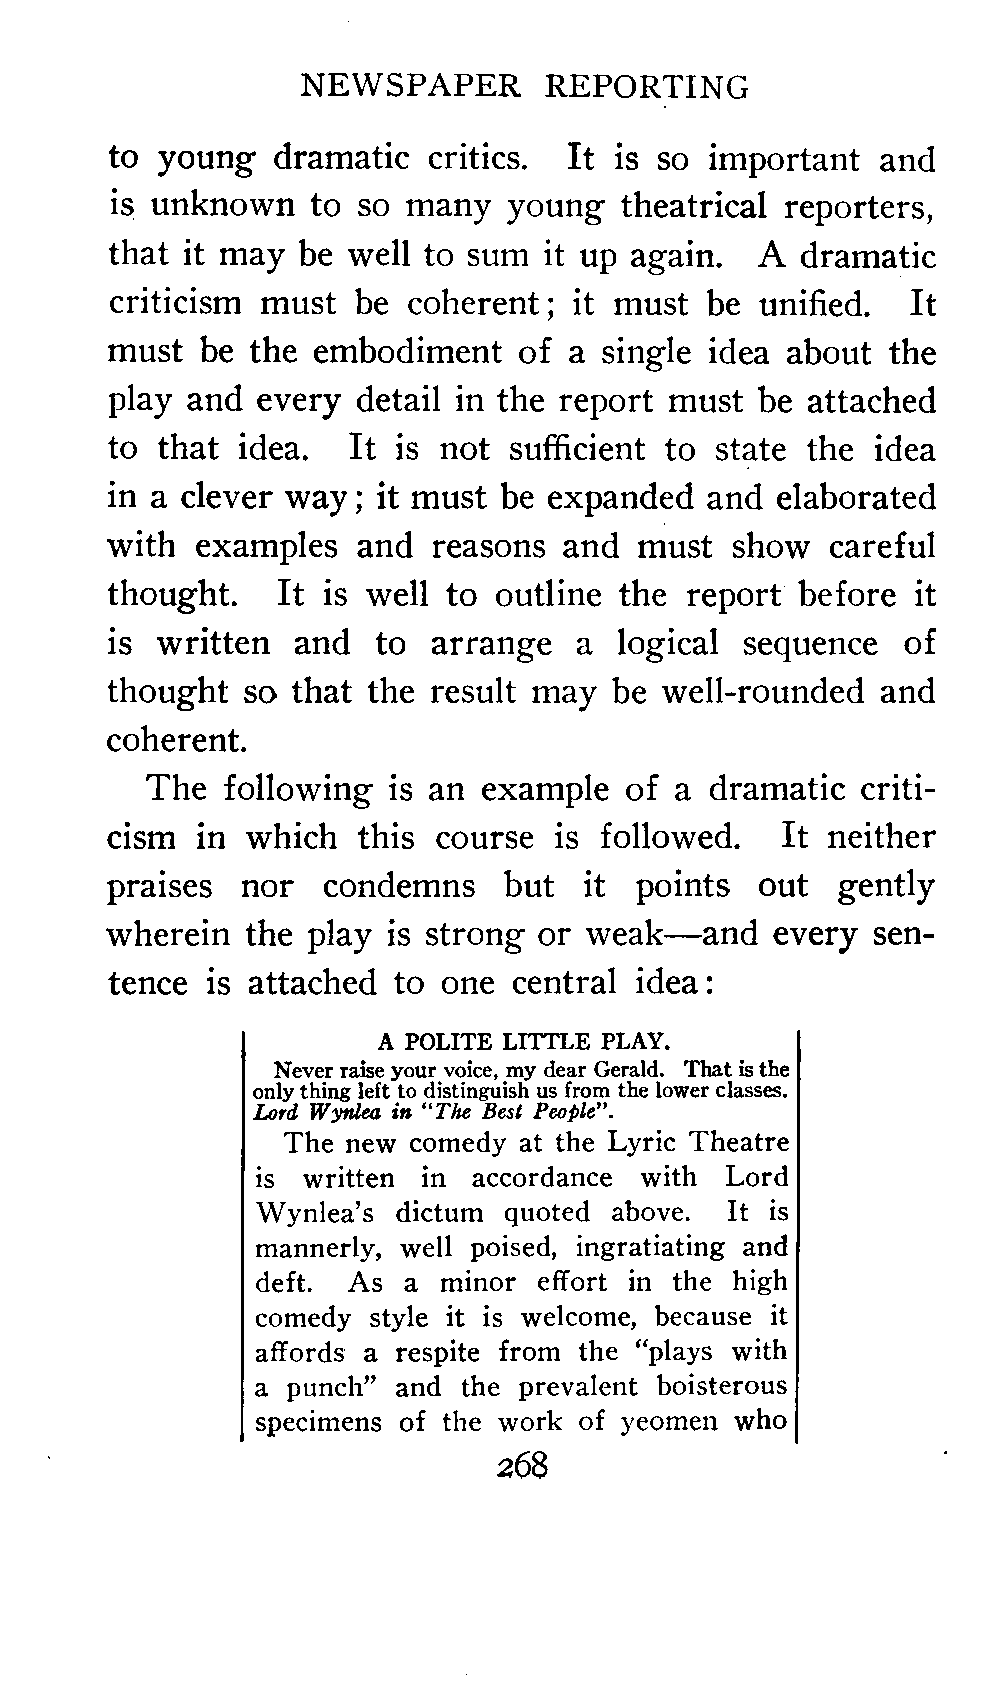 NEWSPAPER REPORTING
to young dramatic critics. It is so important and
is unknown to so many young theatrical reporters,
that it may be well to sum it up again. A dramatic
criticism must be coherent; it must be unified. It
must be the embodiment of a single idea about the
play and every detail in the report must be attached
to that idea. It is not sufficient to state the idea
in a clever way; it must be expanded and elaborated
with examples and reasons and must show careful
thought. It is well to outline the report before it
is written and to arrange a logical sequence of
thought so that the result may be well-rounded and
coherent.
The following is an example of a dramatic criti-
cism in which this course is followed. It neither
praises nor condemns but it points out gently
wherein the play is strong or weak—and every sen-
tence is attached to one central idea:
A POLITE LITTLE PLAY.
Never raise your voice, my dear Gerald. That is the
only thing left to distinguish us from the lower classes.
Lord Wynlea in "The Best People".
The new comedy at the Lyric Theatre
is written in accordance with Lord
Wynlea's dictum quoted above. It is
mannerly, well poised, ingratiating and
deft. As a minor effort in the high
comedy style it is welcome, because it
affords a respite from the "plays with
a punch" and the prevalent boisterous
specimens of the work of yeomen who
268